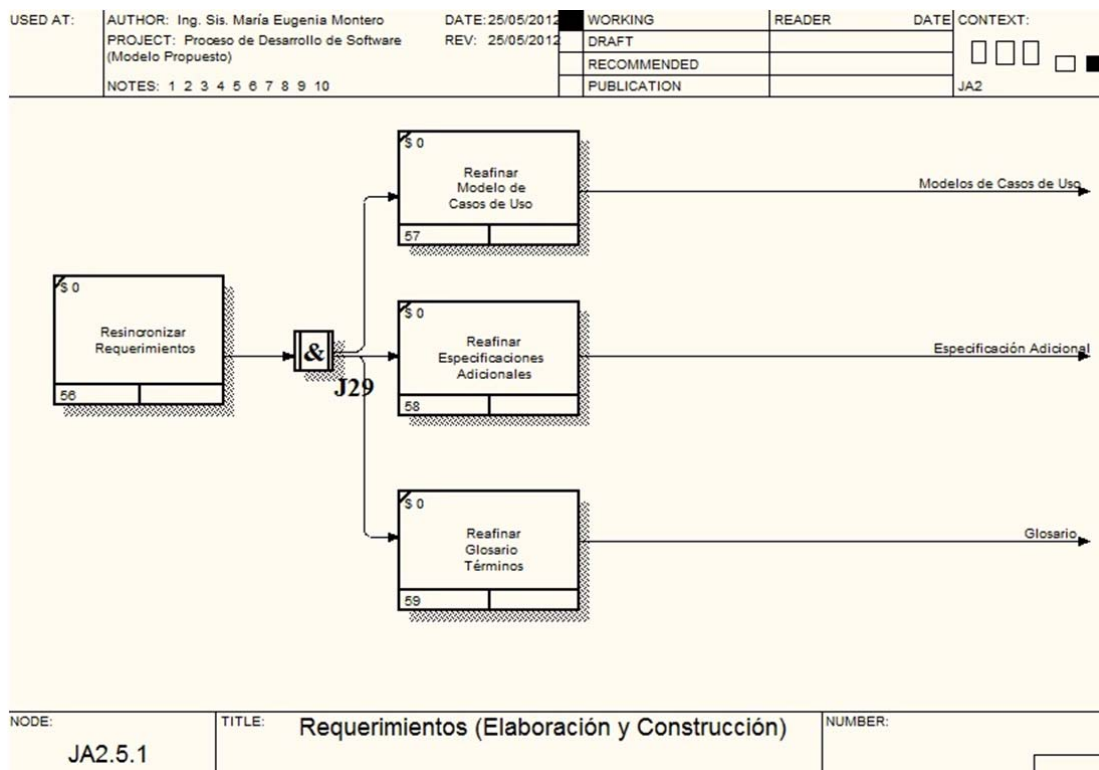 USED AT:
AUTHOR: Ing. Sis. María Eugenia Montero
DATE: 25/05/2012
PROJECT: Proceso de Desarrollo de Software
(Modelo Propuesto)
REV: 25/05/2012
NOTES: 1 2 3 4 5 6 7 8 9 10
WORKING
DRAFT
RECOMMENDED
PUBLICATION
READER
DATE
CONTEXT:
JA2
$ 0
Reafinar
Modelo de
Casos de Uso
57
Modelos de Casos de Uso
$ 0
Resincronizar
Requerimientos
56
&
J29
$ 0
Reafinar
Especificaciones
Adicionales
58
Especificación Adicional
$ 0
Reafinar
Glosario
Términos
59
Glosario
NODE:
JA2.5.1
TITLE:
Requerimientos (Elaboración y Construcción)
NUMBER: